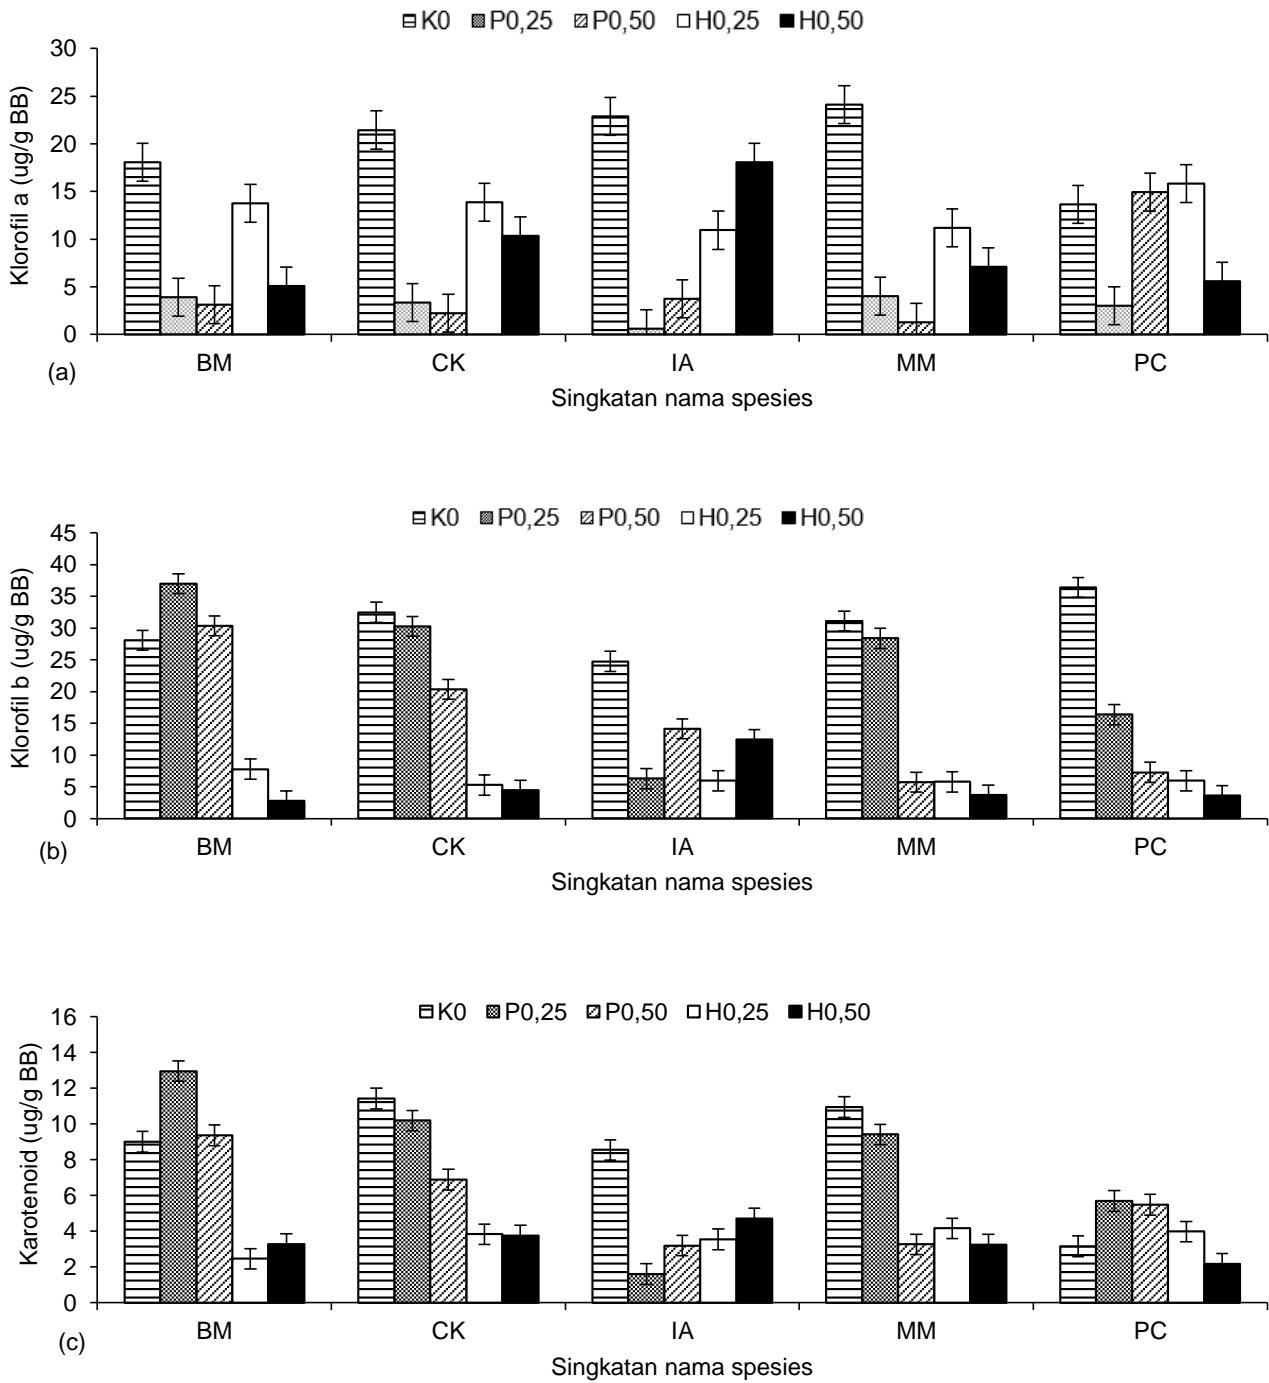 K0 P0,25 P0,50 H0,25 H0,50
Klorofil a (ug/g BB)
30
25
20
15
10
5
0
BM CK IA MM PC
(a)
Singkatan nama spesies
K0 P0,25 P0,50 H0,25 H0,50
Klorofil b (ug/g BB)
45
40
35
30
25
20
15
10
5
0
BM CK IA MM PC
(b)
Singkatan nama spesies
K0 P0,25 P0,50 H0,25 H0,50
Karotenoid (ug/g BB)
16
14
12
10
8
6
4
2
0
BM CK IA MM PC
(c)
Singkatan nama spesies